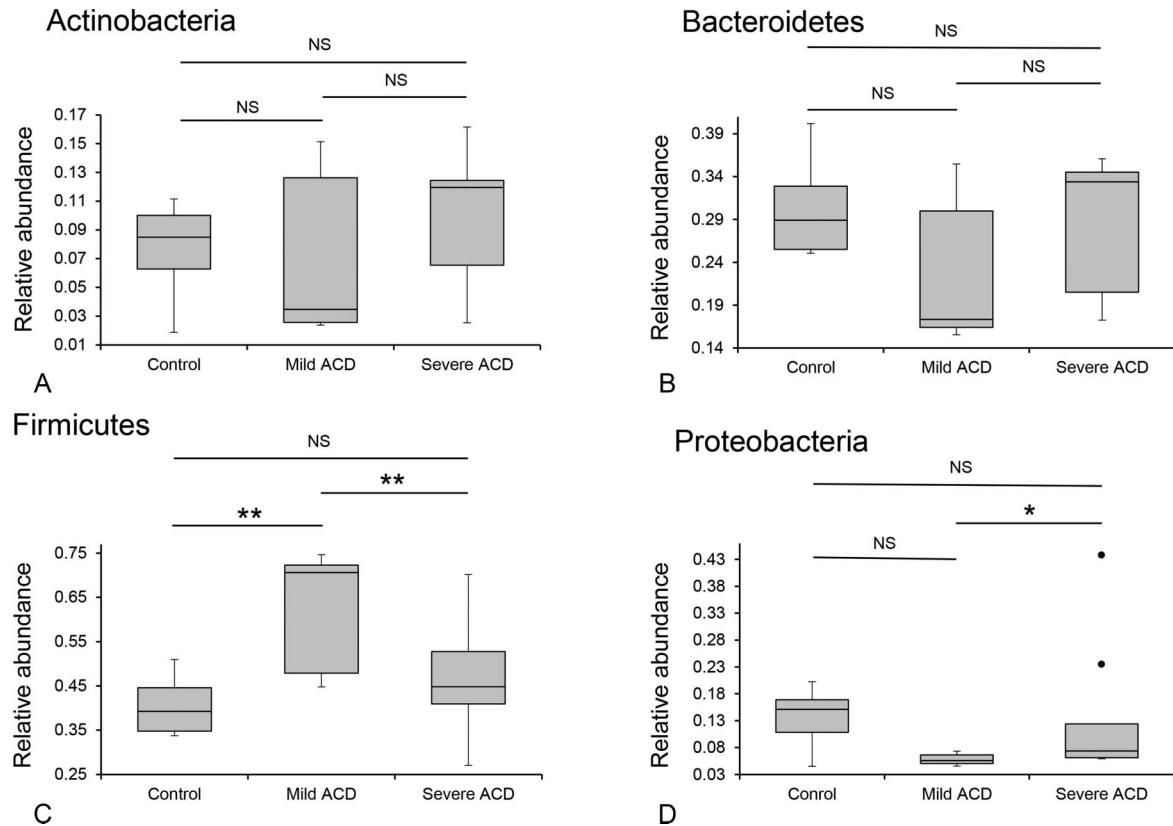 Actinobacteria
NS
NS
NS
Relative abundance
0.17
0.15
0.13
0.11
0.09
0.07
0.05
0.03
0.01
Control Mild ACD Severe ACD
A
Bacteroidetes
NS
NS
NS
Relative abundance
0.39
0.34
0.29
0.24
0.19
0.14
Conrol Mild ACD Severe ACD
B
Firmicutes
NS
**
**
Relative abundance
0.75
0.65
0.55
0.45
0.35
0.25
Control Mild ACD Severe ACD
C
Proteobacteria
NS
*
NS
Relative abundance
0.43
0.38
0.33
0.28
0.23
0.18
0.13
0.08
0.03
Conrol Mild ACD Severe ACD
D